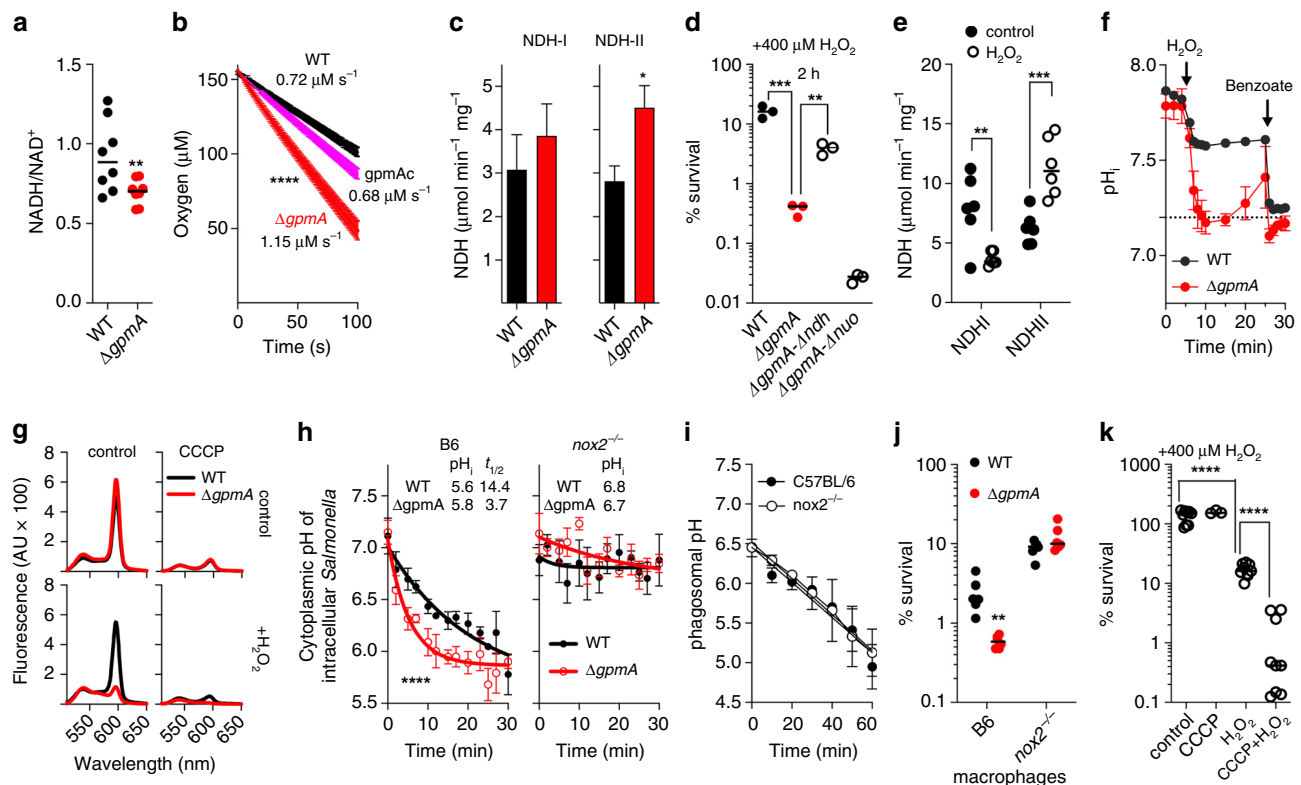 a
NADH/NAD⁺
1.5
1.0
0.5
0.0
**
WT
ΔgpmA
b
Oxygen (μM)
150
100
50
WT
0.72 μM s⁻¹
gpmAc
0.68 μM s⁻¹
****
ΔgpmA
1.15 μM s⁻¹
0
50
100
Time (s)
c
NDH-I
NDH-II
NDH (μmol min⁻¹ mg⁻¹)
5
4
3
2
1
*
WT
ΔgpmA
WT
ΔgpmA
d
+400 μM H₂O₂
2 h
% survival
100
10
1
0.1
0.01
***
**
WT
ΔgpmA
ΔgpmA-Δndh
ΔgpmA-Δnuo
e
control
H₂O₂
NDH (μmol min⁻¹ mg⁻¹)
20
15
10
5
0
**
***
NDHI
NDHII
f
H₂O₂
Benzoate
pHᵢ
8.0
7.5
7.0
WT
ΔgpmA
0
10
20
30
Time (min)
g
control
CCCP
WT
ΔgpmA
control
+H₂O₂
Fluorescence (AU × 100)
8
6
4
2
8
6
4
2
550
600
650
550
600
650
Wavelength (nm)
h
B6
pHᵢ t₁/₂
WT 5.6 14.4
ΔgpmA 5.8 3.7
nox2⁻/⁻
pHᵢ
WT 6.8
ΔgpmA 6.7
Cytoplasmic pH of
intracellular Salmonella
7.5
7.0
6.5
6.0
5.5
****
WT
ΔgpmA
0
10
20
30
0
10
20
30
Time (min)
Time (min)
i
C57BL/6
nox2⁻/⁻
phagosomal pH
7.5
7.0
6.5
6.0
5.5
5.0
4.5
0
20
40
60
Time (min)
j
WT
ΔgpmA
% survival
100
10
1
0.1
**
B6
nox2⁻/⁻
macrophages
k
+400 μM H₂O₂
% survival
1000
100
10
1
0.1
****
****
control
CCCP
H₂O₂
CCCP+H₂O₂